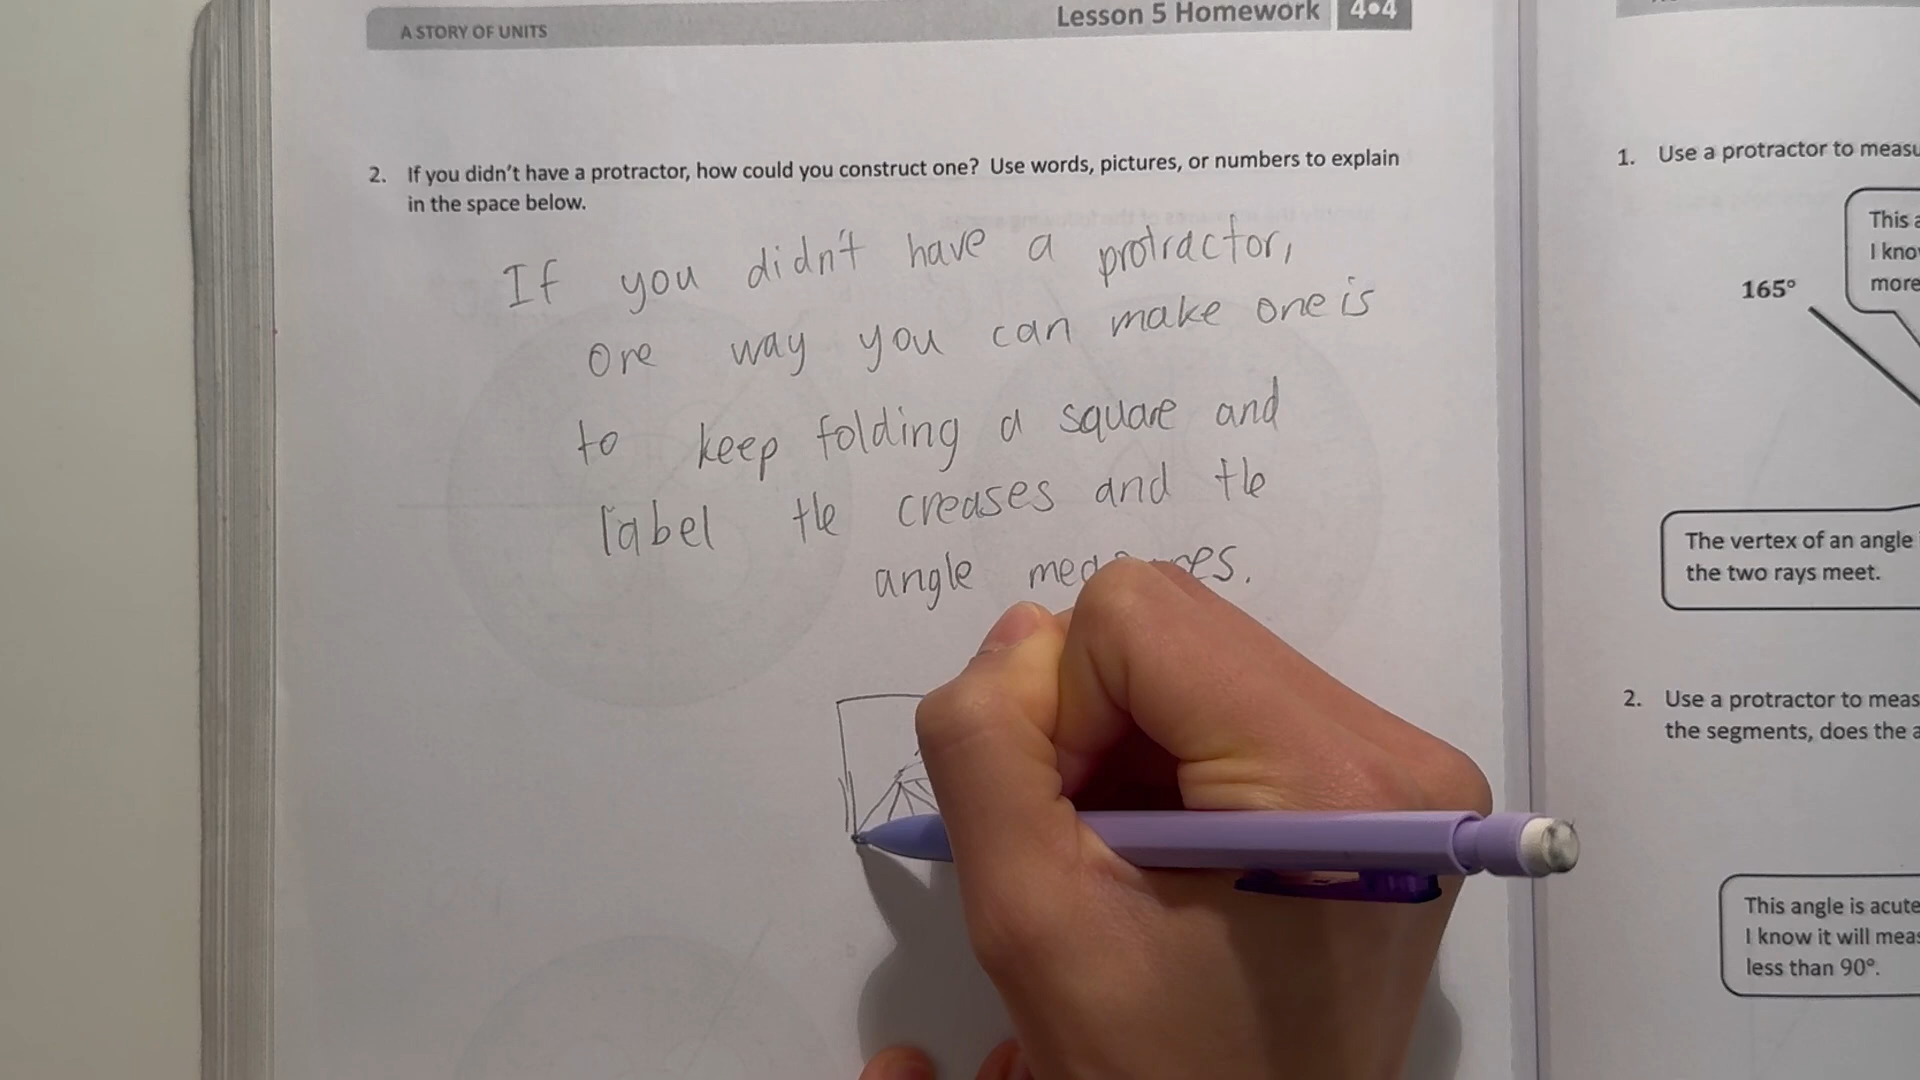 A STORY OF UNITS
Lesson 5 Homework 4•4
2. If you didn't have a protractor, how could you construct one? Use words, pictures, or numbers to explain
in the space below.
If you didn't have a protractor,
one way you can make one is
to keep folding a square and
label the creases and the
angle
1. Use a protractor to
165°
This
more
The vertex of an angle
the two rays meet.
2. Use a protractor to
the segments, does the
This angle is acute
I know it will
less than 90°.